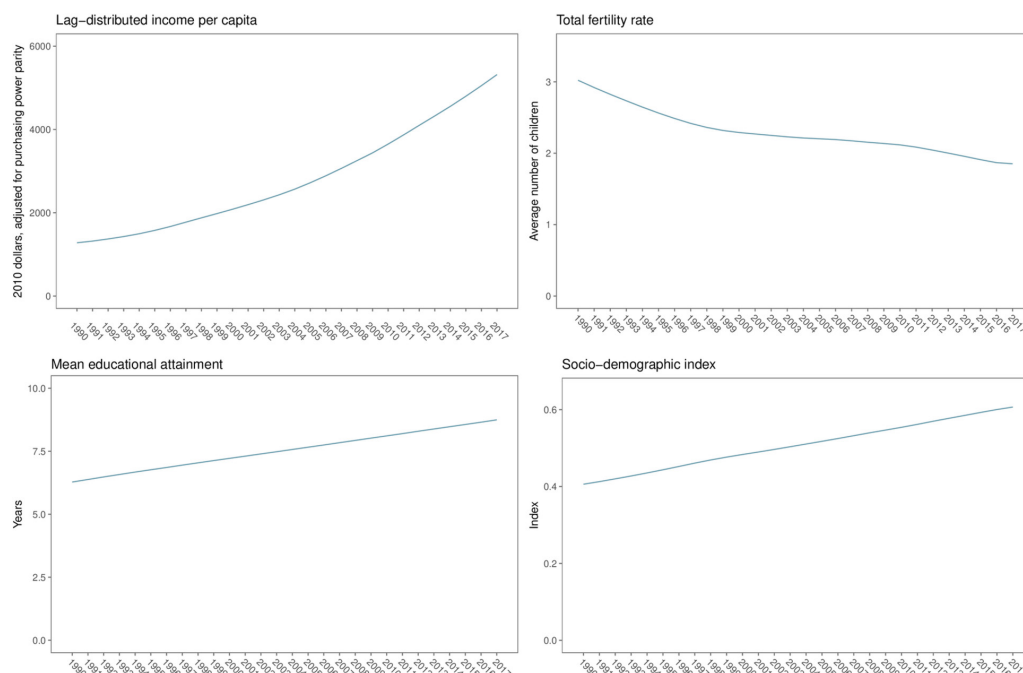 Lag-distributed income per capita
2010 dollars, adjusted for purchasing power parity
6000
4000
2000
0
1990 1991 1992 1993 1994 1995 1996 1997 1998 1999 2000 2001 2002 2003 2004 2005 2006 2007 2008 2009 2010 2011 2012 2013 2014 2015 2016 2017
Total fertility rate
Average number of children
3
2
1
0
1990 1991 1992 1993 1994 1995 1996 1997 1998 1999 2000 2001 2002 2003 2004 2005 2006 2007 2008 2009 2010 2011 2012 2013 2014 2015 2016
Mean educational attainment
Years
10.0
7.5
5.0
2.5
0.0
Socio-demographic index
Index
0.6
0.4
0.2
0.0